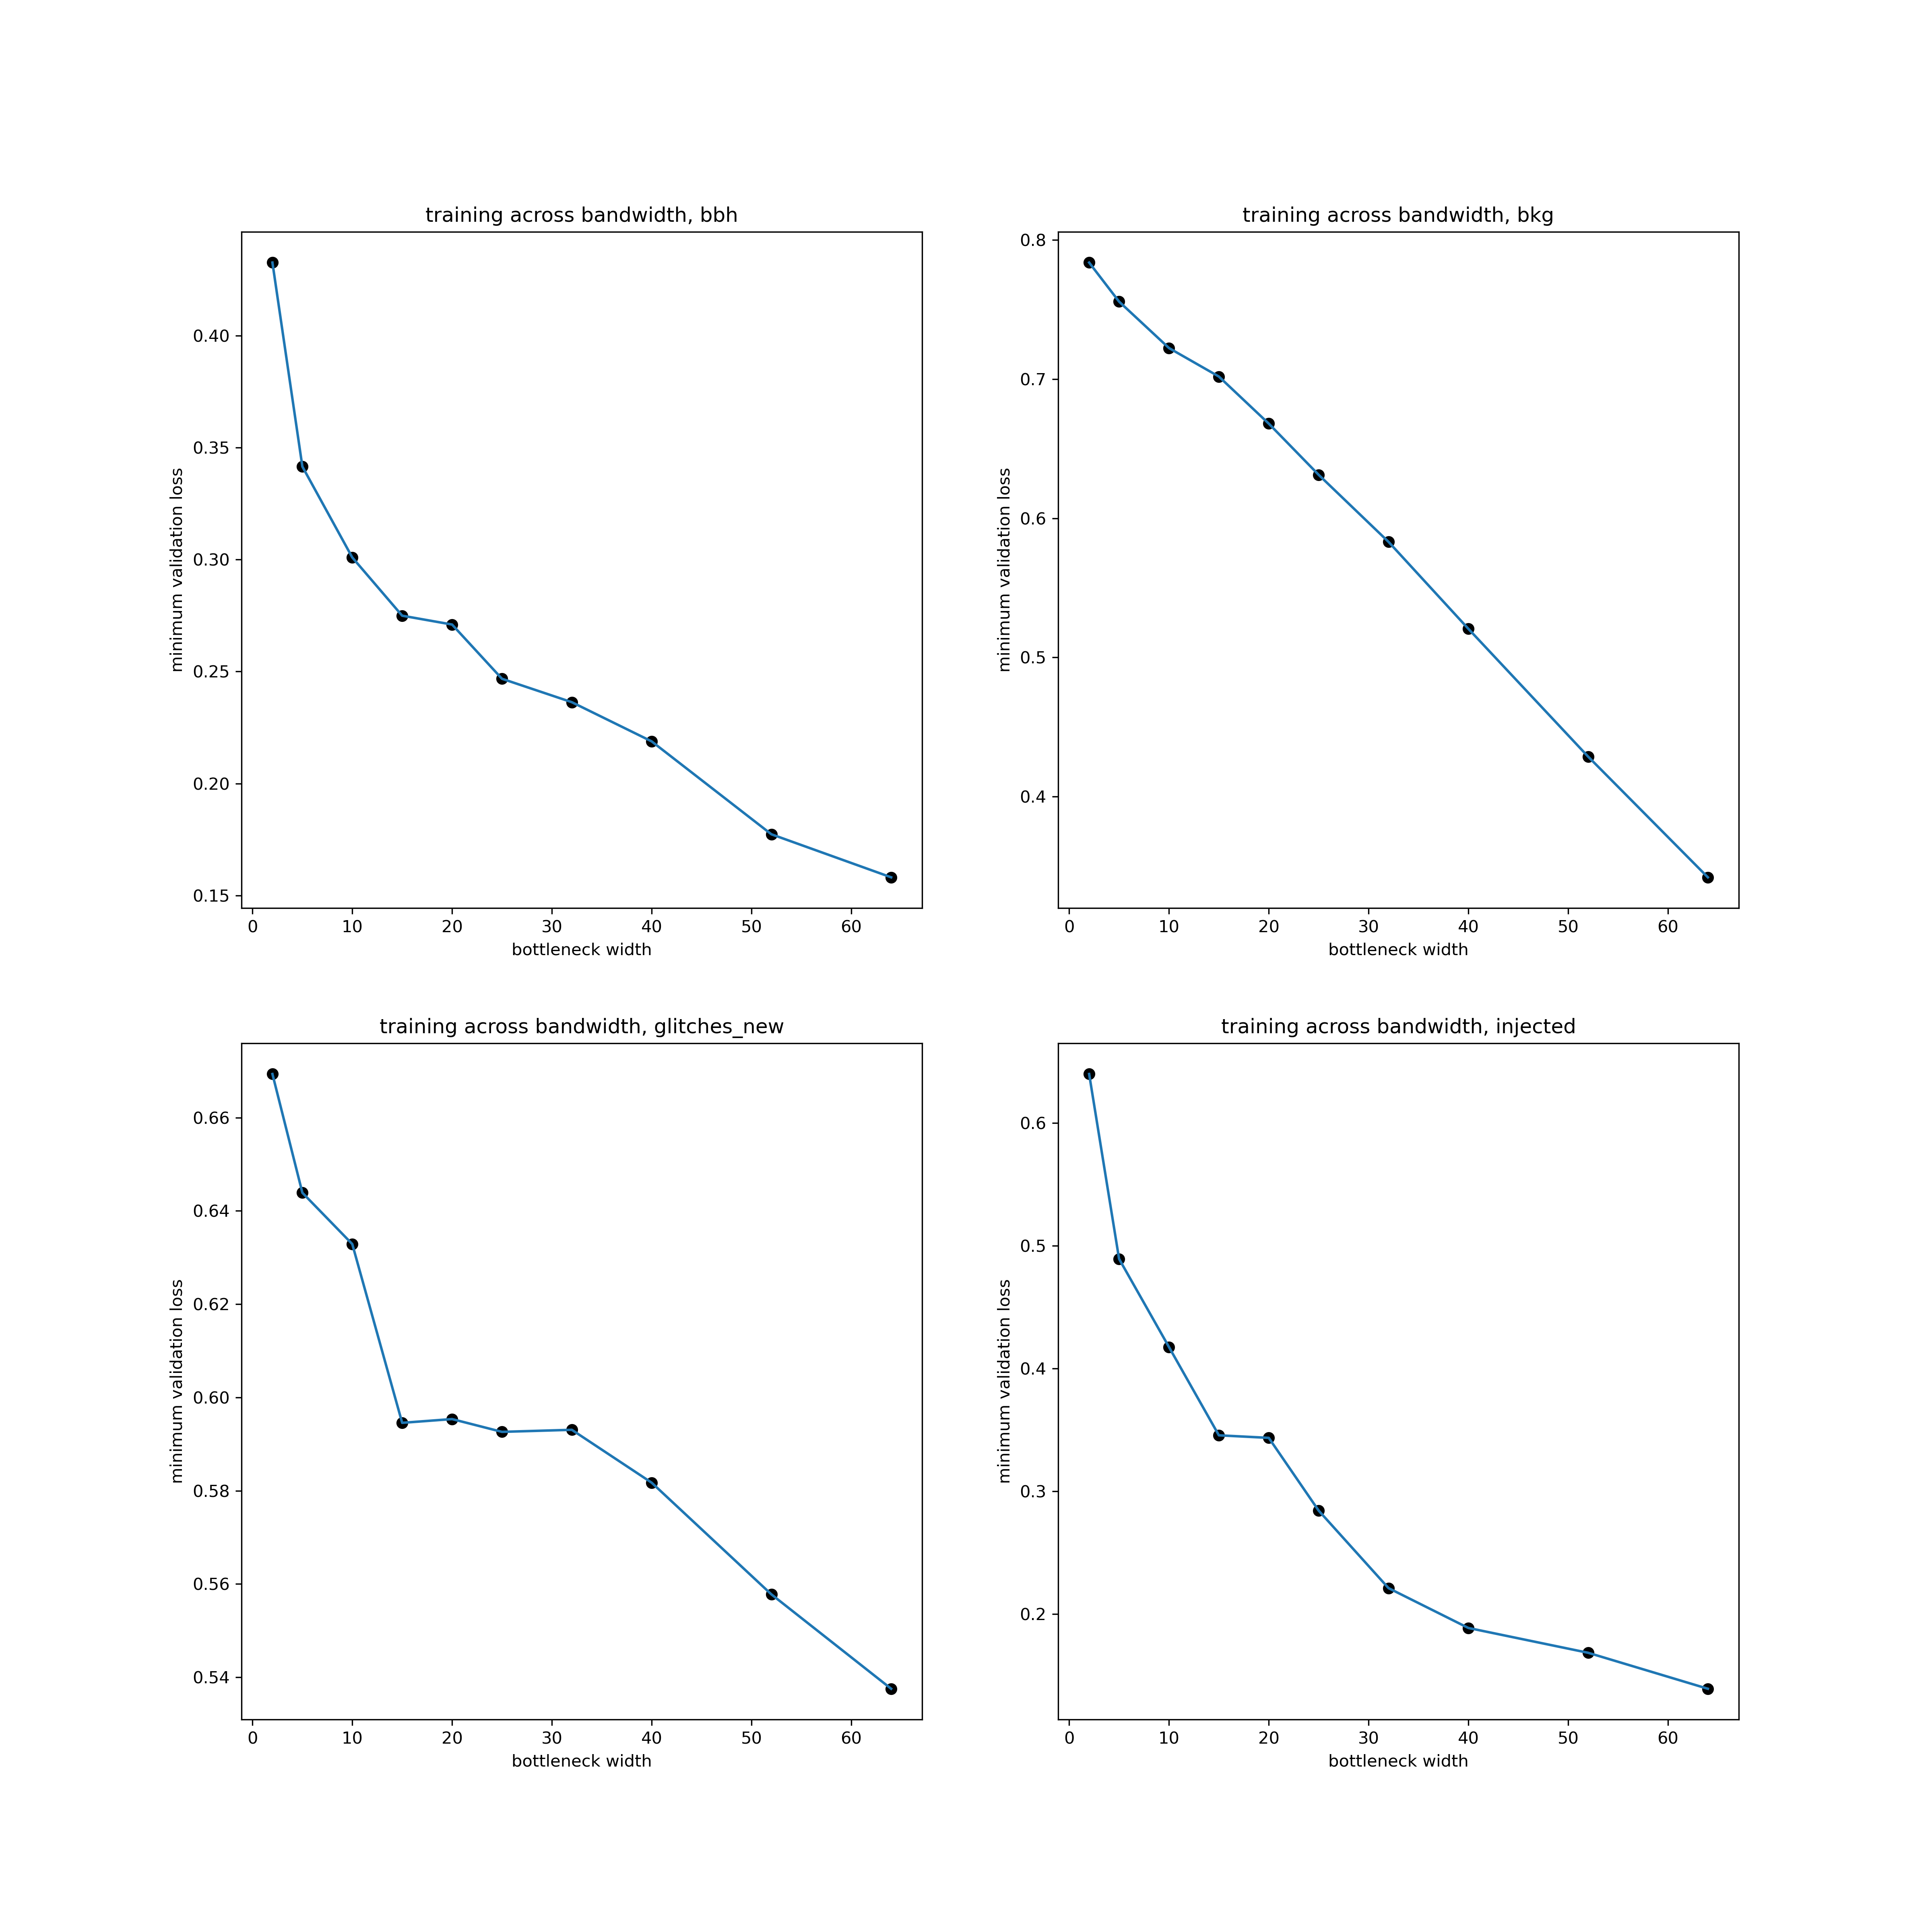 training across bandwidth, bbh
minimum validation loss
0.40
0.35
0.30
0.25
0.20
0.15
0 10 20 30 40 50 60
bottleneck width
training across bandwidth, bkg
minimum validation loss
0.8
0.7
0.6
0.5
0.4
0 10 20 30 40 50 60
bottleneck width
training across bandwidth, glitches_new
minimum validation loss
0.66
0.64
0.62
0.60
0.58
0.56
0.54
0 10 20 30 40 50 60
bottleneck width
training across bandwidth, injected
minimum validation loss
0.6
0.5
0.4
0.3
0.2
0 10 20 30 40 50 60
bottleneck width